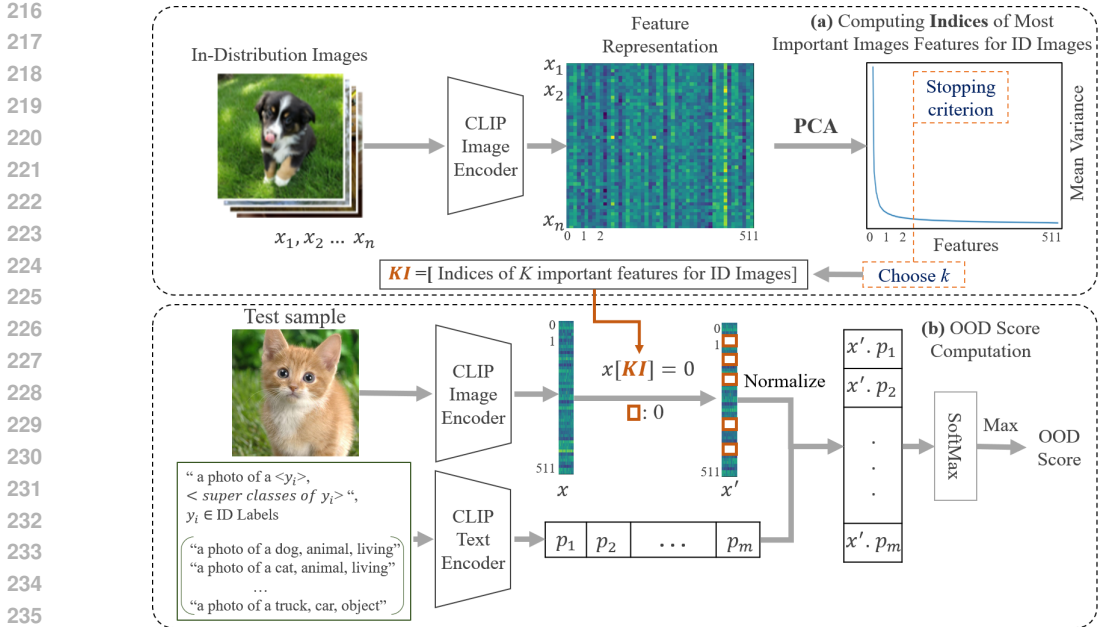 216
217
218
219
220
221
222
223
224
225
226
227
228
229
230
231
232
233
234
235
In-Distribution Images
x₁, x₂ ... xₙ
CLIP
Image
Encoder
Feature
Representation
x₁
x₂
xₙ
0 1 2 511
PCA
(a) Computing Indices of Most
Important Images Features for ID Images
Stopping
criterion
Mean Variance
0 1 2 511
Features
Choose k
KI =[ Indices of K important features for ID Images]
(b) OOD Score
Computation
Test sample
CLIP
Image
Encoder
0
1
511
x
x[KI] = 0
: 0
0
1
511
x′
Normalize
“ a photo of a <yᵢ>,
< super classes of yᵢ> “,
yᵢ ∈ ID Labels
“a photo of a dog, animal, living”
“a photo of a cat, animal, living”
...
“a photo of a truck, car, object”
CLIP
Text
Encoder
p₁ p₂ ... pₘ
x′. p₁
x′. p₂
.
.
.
x′. pₘ
SoftMax
Max
OOD
Score